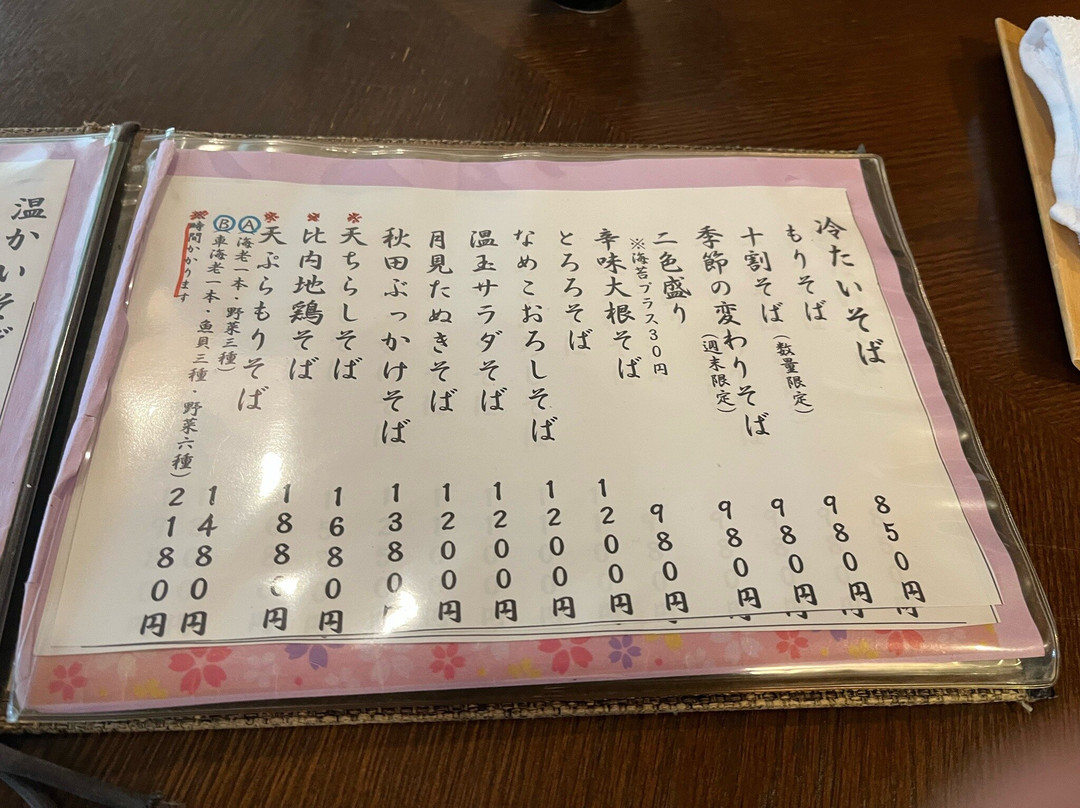 冷たいそば
もりそば 850円
十割そば (数量限定) 980円
季節の変わりそば (週末限定) 980円
二色盛り 980円
※海苔プラス30円
辛味大根そば 980円
とろろそば 1200円
なめこおろしそば 1200円
温玉サラダそば 1200円
月見たぬきそば 1200円
秋田ぶっかけそば 1380円
※天ちらしそば 1680円
※比内地鶏そば 1880円
※天ぷらもりそば
Ⓐ(海老一本・野菜三種) 1480円
Ⓑ(車海老一本・魚貝三種・野菜六種) 2180円
※時間かかります
温かいそば